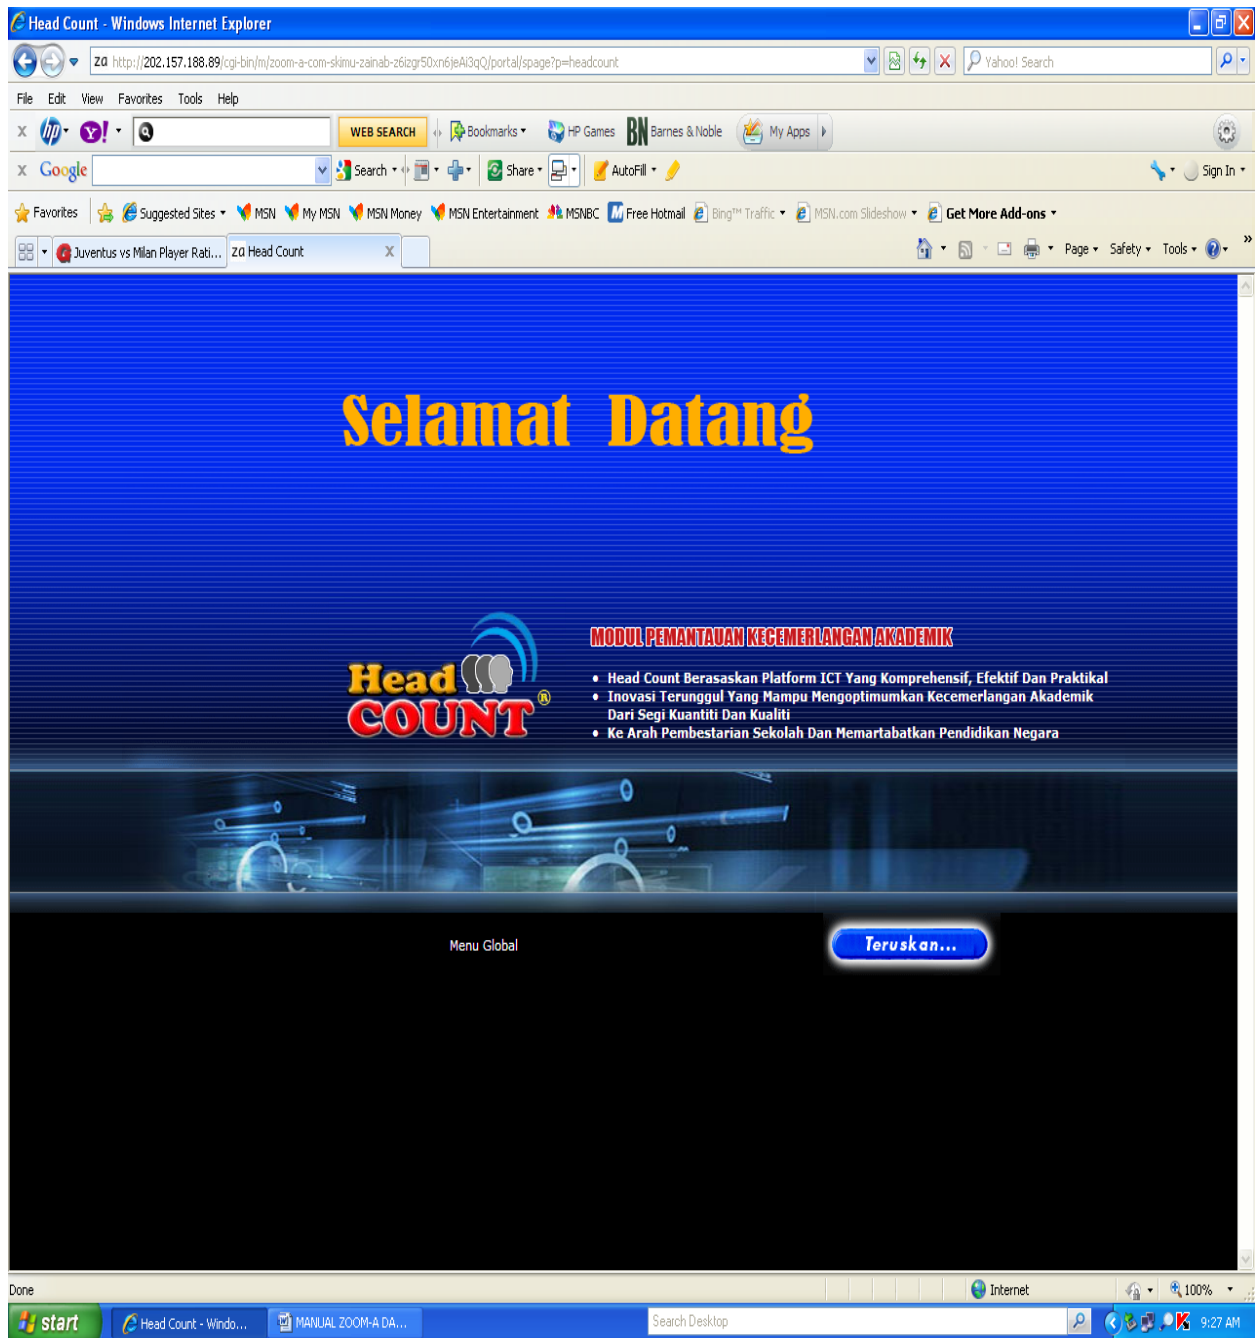 Head Count - Windows Internet Explorer
za http://202.157.188.89/cgi-bin/m/zoom-a-com-skimu-zainab-z6izgr50xn6jeAi3qQ/portal/spage?p=headcount Yahoo! Search
File Edit View Favorites Tools Help
x hp Y! WEB SEARCH Bookmarks HP Games BN Barnes & Noble My Apps
x Google Search Share AutoFill Sign In
Favorites Suggested Sites MSN My MSN MSN Money MSN Entertainment MSNBC Free Hotmail Bing™ Traffic MSN.com Slideshow Get More Add-ons
Juventus vs Milan Player Rati... za Head Count X Page Safety Tools »
Selamat Datang
MODUL PEMANTAUAN KECEMERLANGAN AKADEMIK
Head
COUNT®
• Head Count Berasaskan Platform ICT Yang Komprehensif, Efektif Dan Praktikal
• Inovasi Terunggul Yang Mampu Mengoptimumkan Kecemerlangan Akademik
Dari Segi Kuantiti Dan Kualiti
• Ke Arah Pembestarian Sekolah Dan Memartabatkan Pendidikan Negara
Menu Global Teruskan...
Done Internet 100%
start Head Count - Windo... MANUAL ZOOM-A DA... Search Desktop 9:27 AM